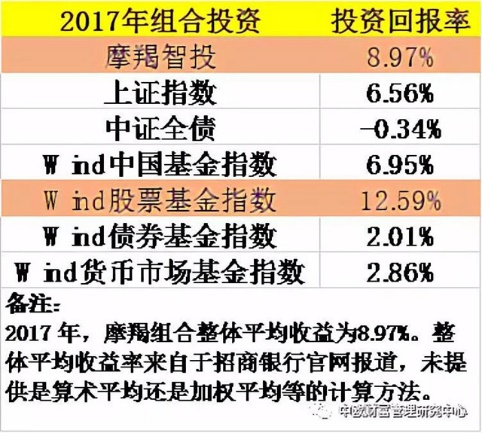 2017年组合投资 投资回报率
摩羯智投 8.97%
上证指数 6.56%
中证全债 -0.34%
Wind中国基金指数 6.95%
Wind股票基金指数 12.59%
Wind债券基金指数 2.01%
Wind货币市场基金指数 2.86%
备注:
2017 年，摩羯组合整体平均收益为8.97%。整
体平均收益率来自于招商银行官网报道，未提
供是算术平均还是加权平均等的计算方法。
中欧财富管理研究中心